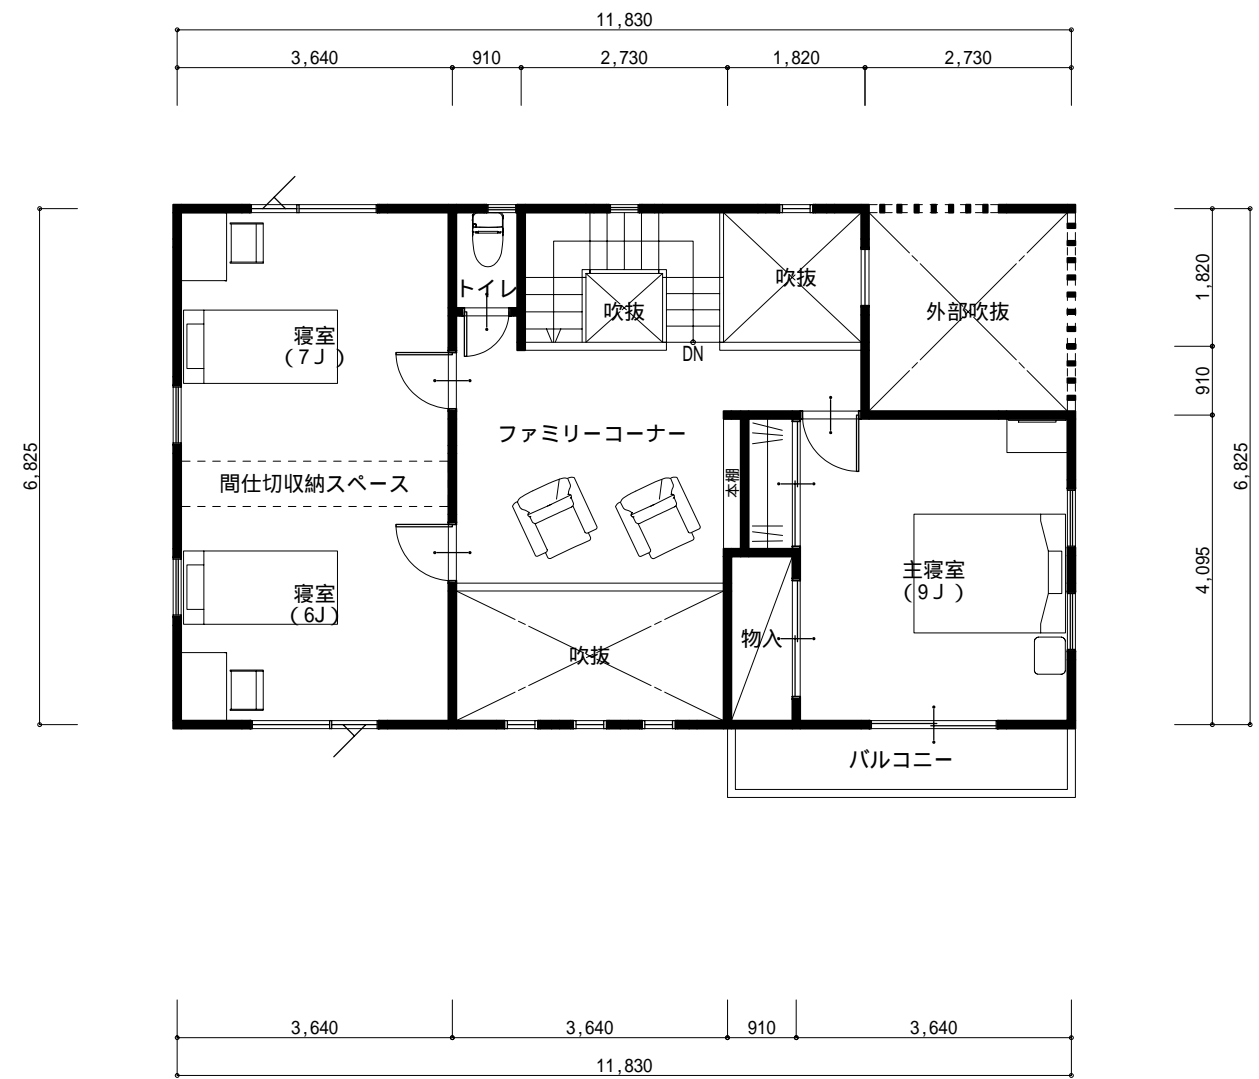 11,830
3,640
910
2,730
1,820
2,730
トイレ
吹抜
吹抜
外部吹抜
DN
寝室
(7J)
1,820
910
4,095
6,825
6,825
ファミリーコーナー
間仕切収納スペース
本棚
主寝室
(9J)
寝室
(6J)
物入
吹抜
バルコニー
3,640
3,640
910
3,640
11,830